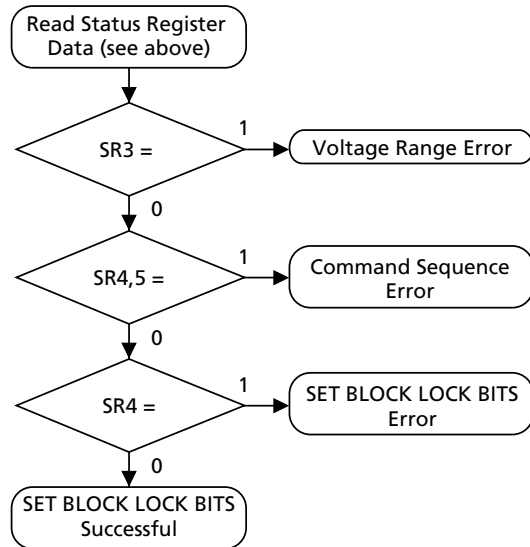 Read Status Register
Data (see above)
SR3 =
1
Voltage Range Error
0
SR4,5 =
1
Command Sequence
Error
0
SR4 =
1
SET BLOCK LOCK BITS
Error
0
SET BLOCK LOCK BITS
Successful